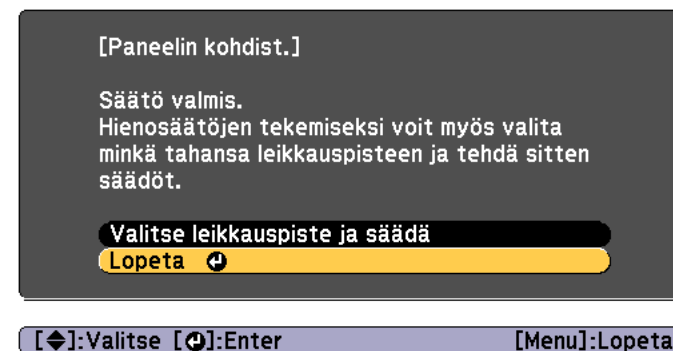 [Paneelin kohdist.]
Säätö valmis.
Hienosäätöjen tekemiseksi voit myös valita
minkä tahansa leikkauspisteen ja tehdä sitten
säädöt.
Valitse leikkauspiste ja säädä
Lopeta
[◆]:Valitse [⏎]:Enter [Menu]:Lopeta